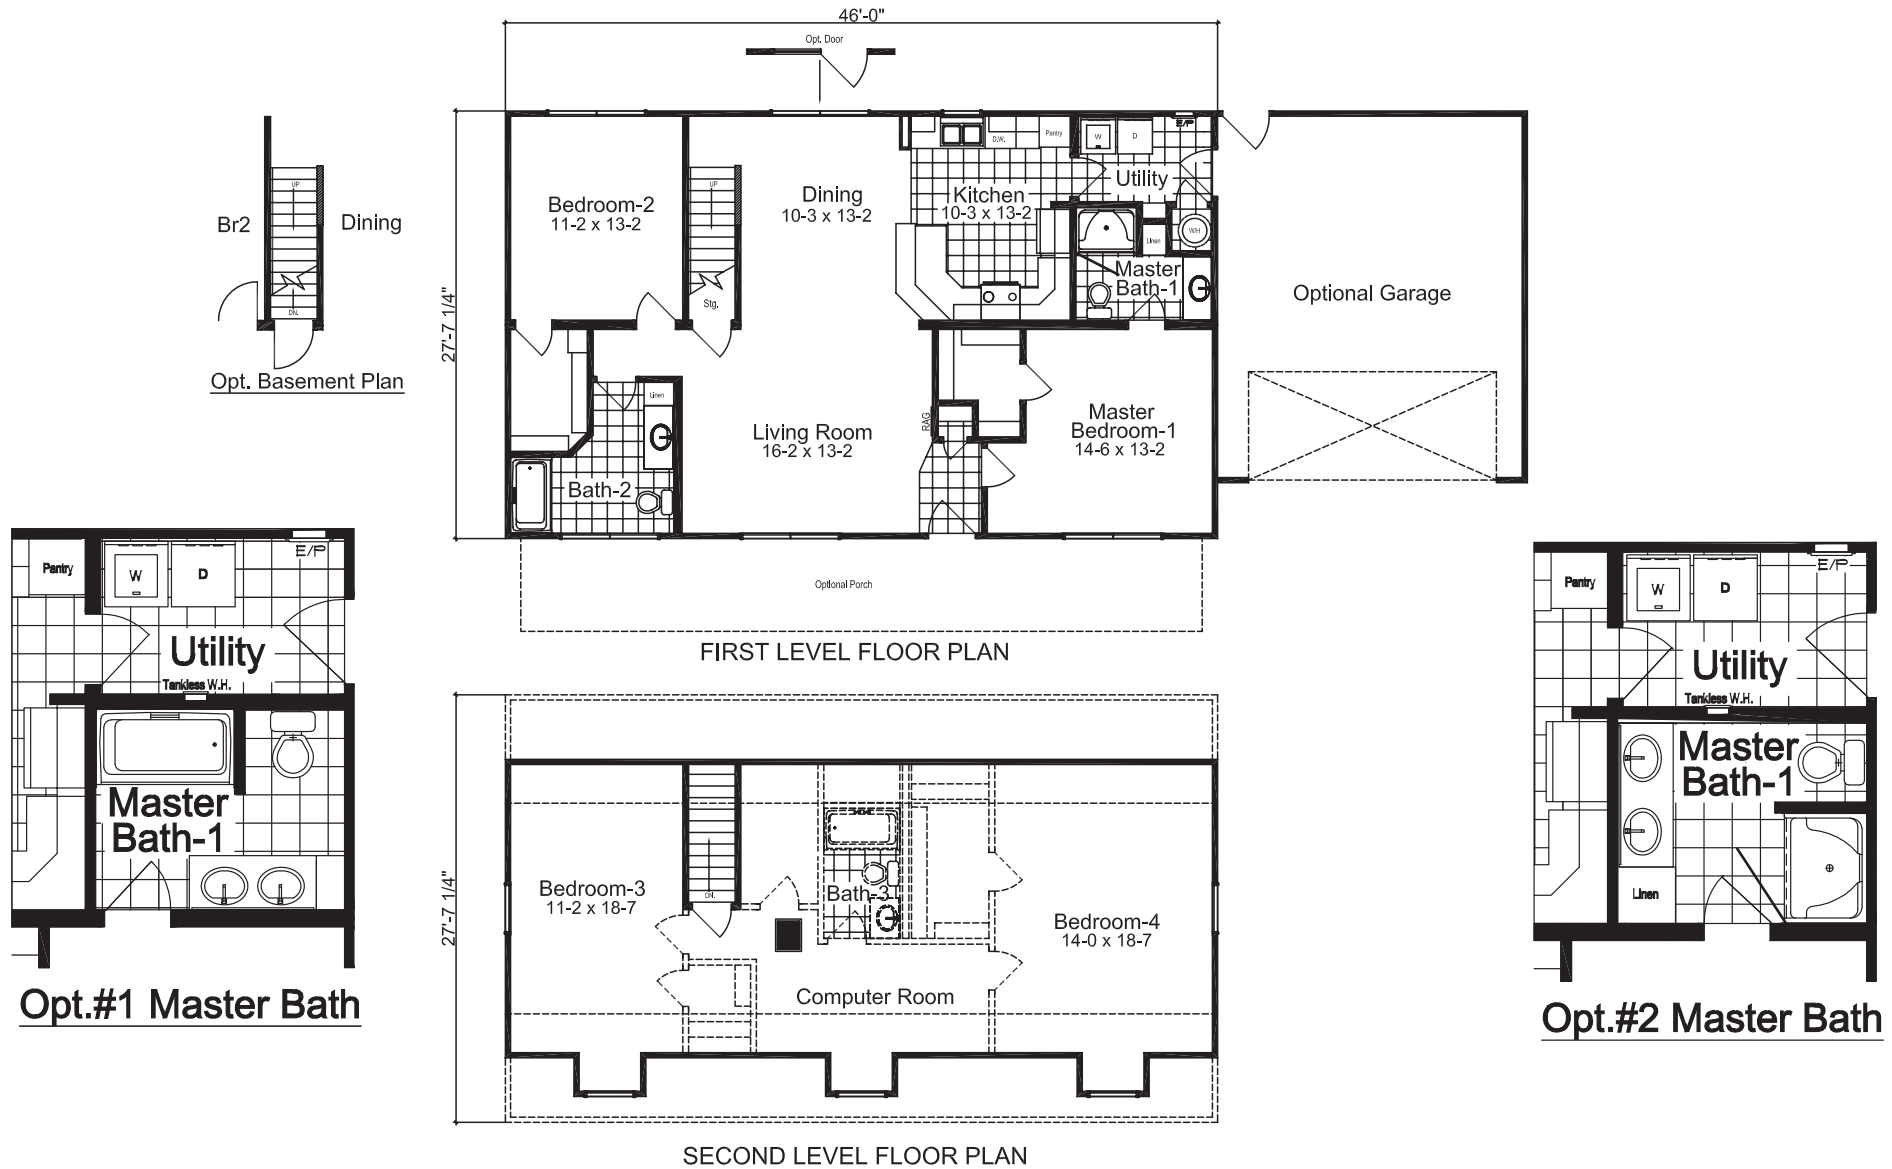 46'-0"
Opt. Door
27'-7 1/4"
Bedroom-2
11-2 x 13-2
UP
Stg.
Dining
10-3 x 13-2
Kitchen
10-3 x 13-2
D.W.
Pantry
W
D
E/P
Utility
W/H
Linen
Master
Bath-1
Optional Garage
Linen
Bath-2
Living Room
16-2 x 13-2
RAG
Master
Bedroom-1
14-6 x 13-2
Optional Porch
FIRST LEVEL FLOOR PLAN
Br2
UP
Dining
DN.
Opt. Basement Plan
Pantry
W
D
E/P
Utility
Tankless W.H.
Master
Bath-1
Opt.#1 Master Bath
Pantry
W
D
E/P
Utility
Tankless W.H.
Master
Bath-1
Linen
Opt.#2 Master Bath
27'-7 1/4"
Bedroom-3
11-2 x 18-7
DN.
Bath-3
Bedroom-4
14-0 x 18-7
Computer Room
SECOND LEVEL FLOOR PLAN